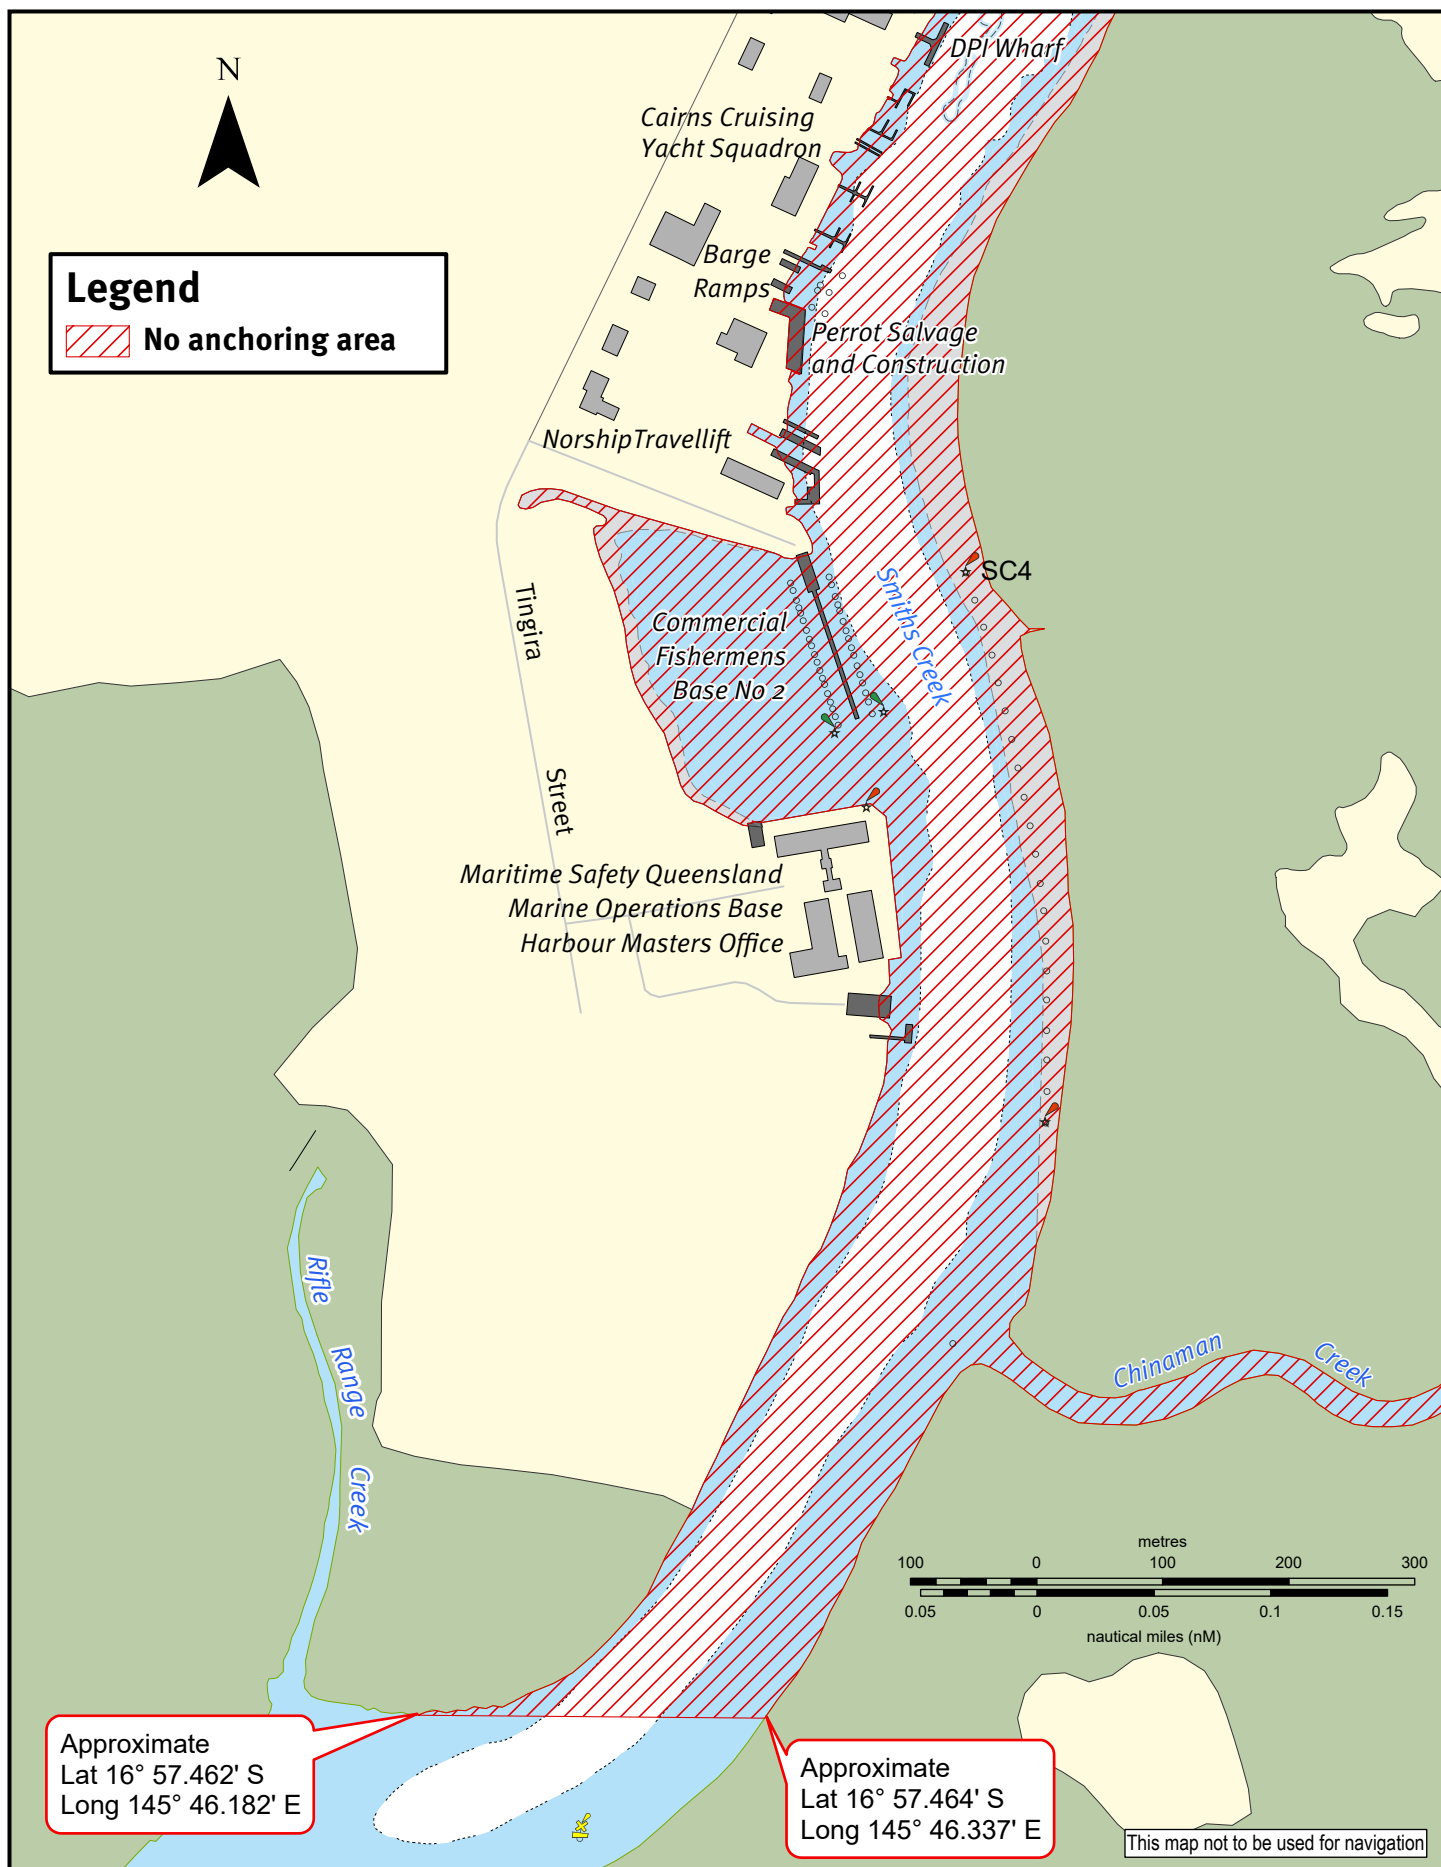 DPI Wharf
N
Cairns Cruising
Yacht Squadron
Legend
No anchoring area
Barge
Ramps
Perrot Salvage
and Construction
NorshipTravellift
SC4
Smiths Creek
Tingira
Street
Commercial
Fishermens
Base No 2
Maritime Safety Queensland
Marine Operations Base
Harbour Masters Office
Rifle
Range
Creek
Chinaman
Creek
metres
100 0 100 200 300
0.05 0 0.05 0.1 0.15
nautical miles (nM)
Approximate
Lat 16° 57.462' S
Long 145° 46.182' E
Approximate
Lat 16° 57.464' S
Long 145° 46.337' E
This map not to be used for navigation